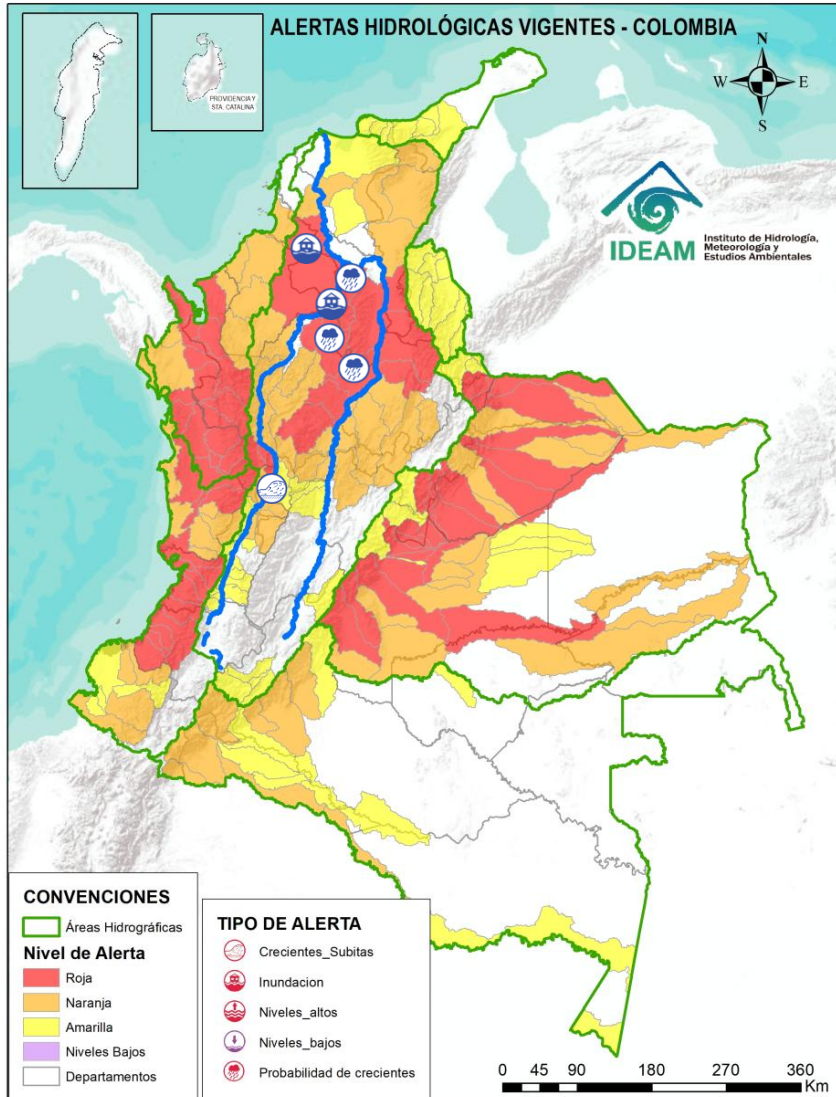 ALERTAS HIDROLÓGICAS VIGENTES - COLOMBIA
PROVIDENCIA Y
STA. CATALINA
N
W
E
S
IDEAM
Instituto de Hidrología,
Meteorología y
Estudios Ambientales
CONVENCIONES
Áreas Hidrográficas
Nivel de Alerta
Roja
Naranja
Amarilla
Niveles Bajos
Departamentos
TIPO DE ALERTA
Crecientes_Subitas
Inundacion
Niveles_altos
Niveles_bajos
Probabilidad de crecientes
0 45 90 180 270 360
Km